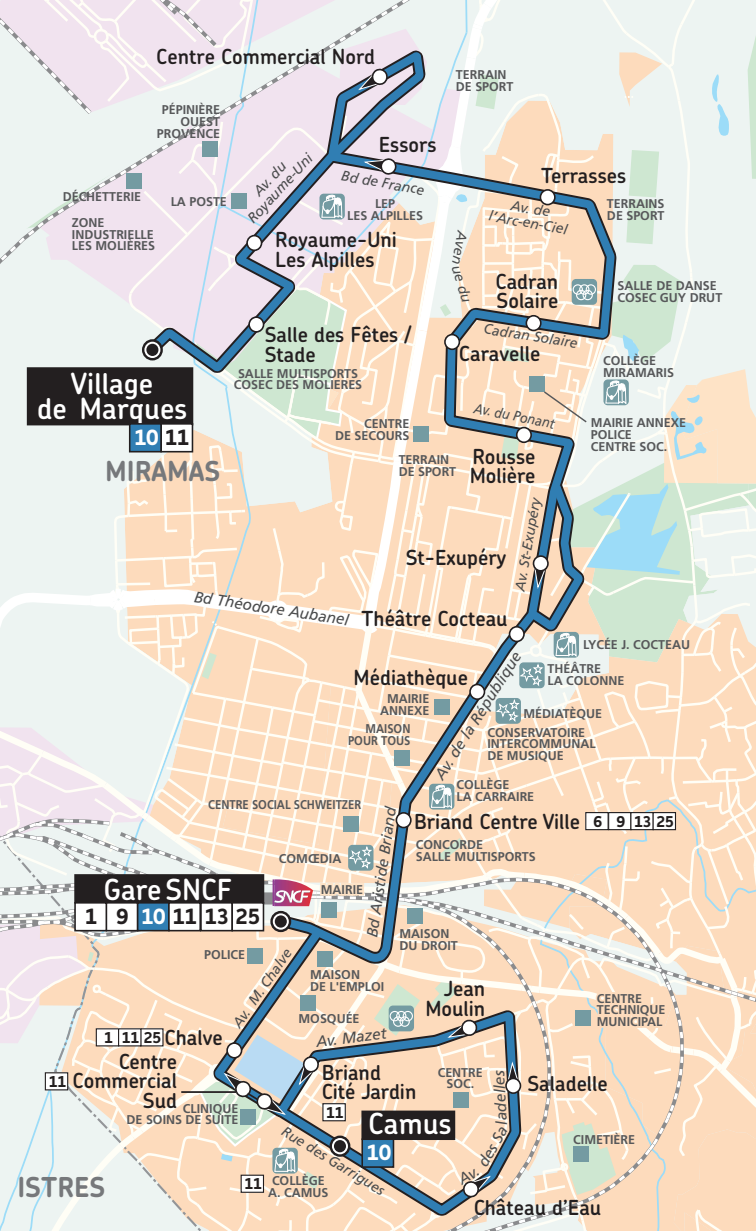 Centre Commercial Nord
TERRAIN
DE SPORT
PÉPINIÈRE
OUEST
PROVENCE
Essors
Bd de France
Terrasses
Av. de
l'Arc-en-Ciel
TERRAINS
DE SPORT
DÉCHETTERIE
LA POSTE
Av. du
Royaume-Uni
LEP
LES ALPILLES
ZONE
INDUSTRIELLE
LES MOLIÈRES
Royaume-Uni
Les Alpilles
Avenue du
Cadran
Solaire
SALLE DE DANSE
COSEC GUY DRUT
Cadran Solaire
Salle des Fêtes /
Stade
Caravelle
SALLE MULTISPORTS
COSEC DES MOLIERES
COLLÈGE
MIRAMARIS
Village
de Marques
10 11
MIRAMAS
Av. du Ponant
CENTRE
DE SECOURS
MAIRIE ANNEXE
POLICE
CENTRE SOC.
TERRAIN
DE SPORT
Rousse
Molière
Av. St-Exupéry
St-Exupéry
Bd Théodore Aubanel
Théâtre Cocteau
LYCÉE J. COCTEAU
THÉÂTRE
LA COLONNE
Médiathèque
MAIRIE
ANNEXE
MÉDIATÈQUE
Av. de la République
CONSERVATOIRE
INTERCOMMUNAL
DE MUSIQUE
MAISON
POUR TOUS
COLLÈGE
LA CARRAIRE
CENTRE SOCIAL SCHWEITZER
Briand Centre Ville 6 9 13 25
Bd Aristide Briand
COMŒDIA
CONCORDE
SALLE MULTISPORTS
Gare SNCF
1 9 10 11 13 25
SNCF
MAIRIE
MAISON
DU DROIT
POLICE
MAISON
DE L'EMPLOI
Av. M. Chalve
MOSQUÉE
Jean
Moulin
CENTRE
TECHNIQUE
MUNICIPAL
1 11 25 Chalve
Av. Mazet
Centre
11 Commercial
Sud
Briand
Cité Jardin
11
CENTRE
SOC.
Saladelle
CLINIQUE
DE SOINS DE SUITE
Camus
10
Rue des Garrigues
Av. des Saladelles
CIMETIÈRE
11
COLLÈGE
A. CAMUS
ISTRES
Château d'Eau